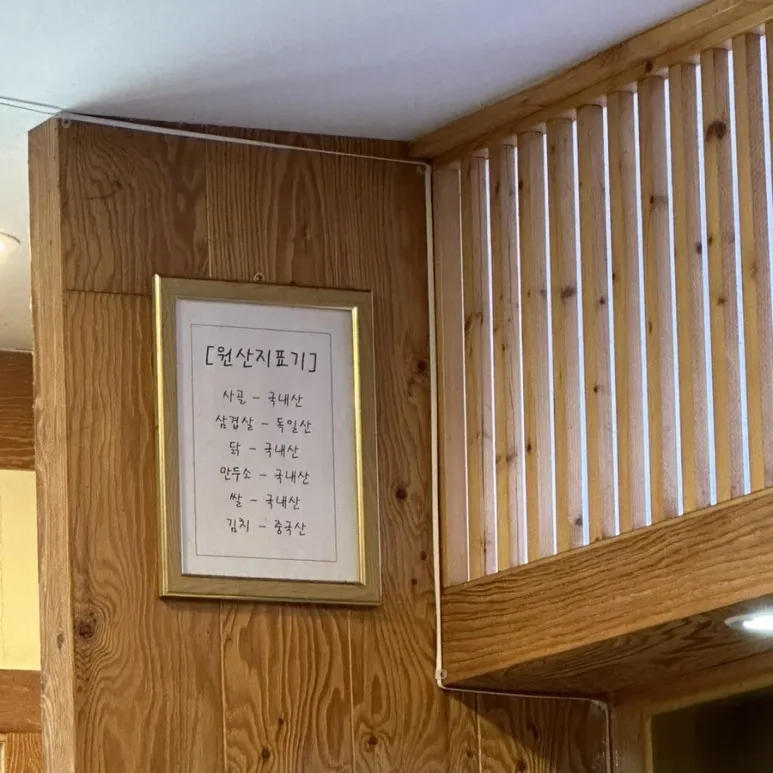 [원산지표기]
사골 - 국내산
삼겹살 - 독일산
닭 - 국내산
만두소 - 국내산
쌀 - 국내산
김치 - 중국산